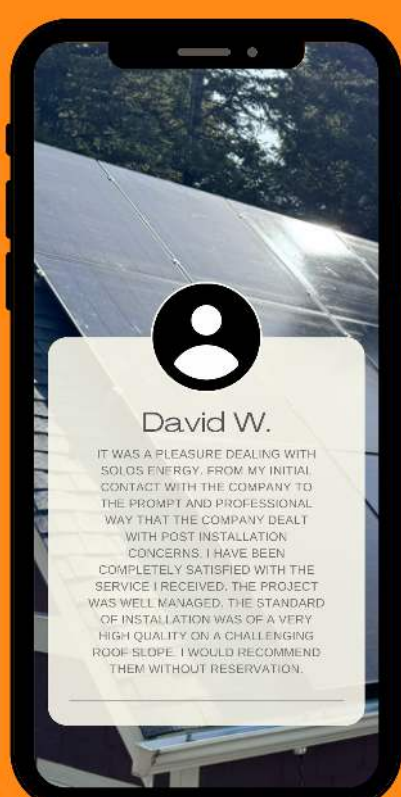 David W.
IT WAS A PLEASURE DEALING WITH
SOLOS ENERGY. FROM MY INITIAL
CONTACT WITH THE COMPANY TO
THE PROMPT AND PROFESSIONAL
WAY THAT THE COMPANY DEALT
WITH POST INSTALLATION
CONCERNS. I HAVE BEEN
COMPLETELY SATISFIED WITH THE
SERVICE I RECEIVED. THE PROJECT
WAS WELL MANAGED. THE STANDARD
OF INSTALLATION WAS OF A VERY
HIGH QUALITY ON A CHALLENGING
ROOF SLOPE. I WOULD RECOMMEND
THEM WITHOUT RESERVATION.